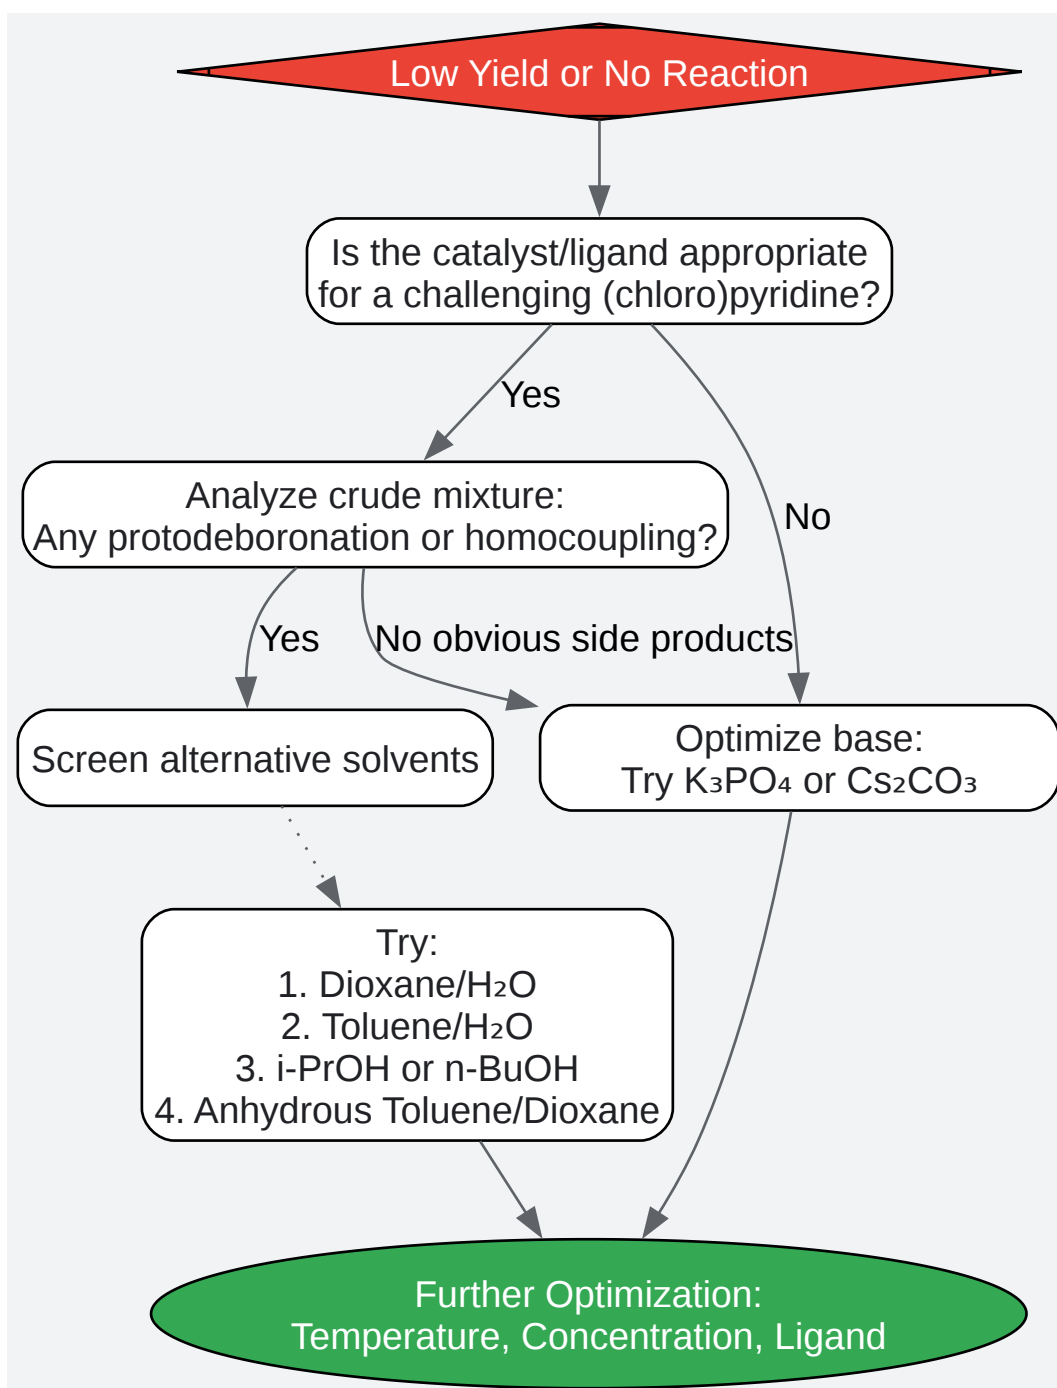 Low Yield or No Reaction
Is the catalyst/ligand appropriate
for a challenging (chloro)pyridine?
Yes
Analyze crude mixture:
Any protodeboronation or homocoupling?
No
Yes
No obvious side products
Screen alternative solvents
Optimize base:
Try K₃PO₄ or Cs₂CO₃
Try:
1. Dioxane/H₂O
2. Toluene/H₂O
3. i-PrOH or n-BuOH
4. Anhydrous Toluene/Dioxane
Further Optimization:
Temperature, Concentration, Ligand